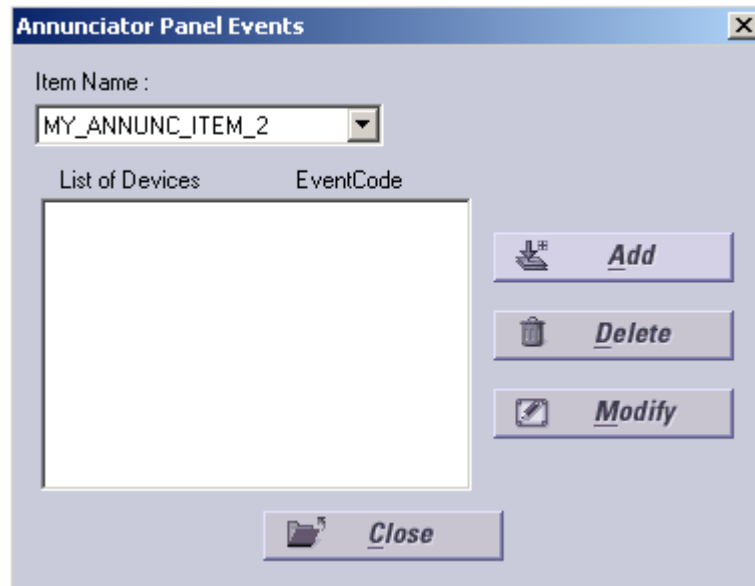 Annunciator Panel Events
Item Name :
MY_ANNUNC_ITEM_2
List of Devices EventCode
Add
Delete
Modify
Close